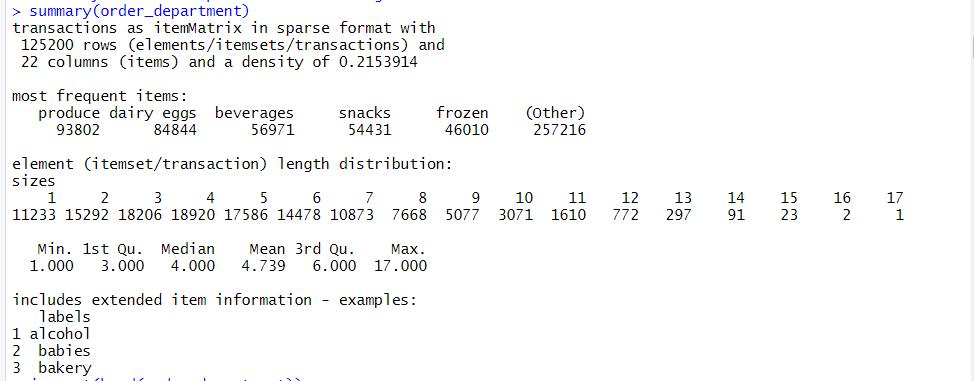 > summary(order_department)
transactions as itemMatrix in sparse format with
125200 rows (elements/itemsets/transactions) and
22 columns (items) and a density of 0.2153914
most frequent items:
produce dairy eggs beverages snacks frozen (Other)
93802 84844 56971 54431 46010 257216
element (itemset/transaction) length distribution:
sizes
1 2 3 4 5 6 7 8 9 10 11 12 13 14 15 16 17
11233 15292 18206 18920 17586 14478 10873 7668 5077 3071 1610 772 297 91 23 2 1
Min. 1st Qu. Median Mean 3rd Qu. Max.
1.000 3.000 4.000 4.739 6.000 17.000
includes extended item information - examples:
labels
1 alcohol
2 babies
3 bakery